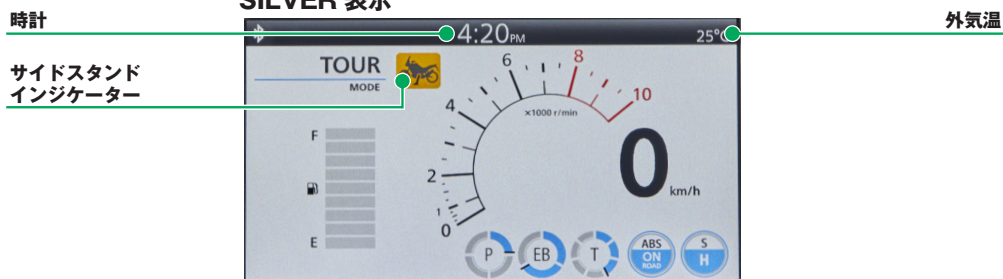 SILVER 表示
時計
4:20PM
25°C
外気温
サイドスタンド
インジケーター
TOUR
MODE
F
E
0
1
2
4
6
8
10
×1000 r/min
0
km/h
P
EB
T
ABS
ON
ROAD
S
H